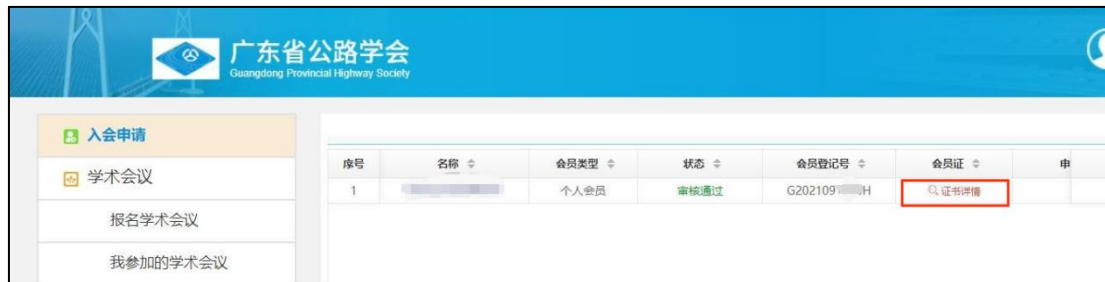 广东省公路学会
Guangdong Provincial Highway Society
入会申请
学术会议
报名学术会议
我参加的学术会议
序号 名称 会员类型 状态 会员登记号 会员证 申
1 个人会员 审核通过 G202109 H 证书详情